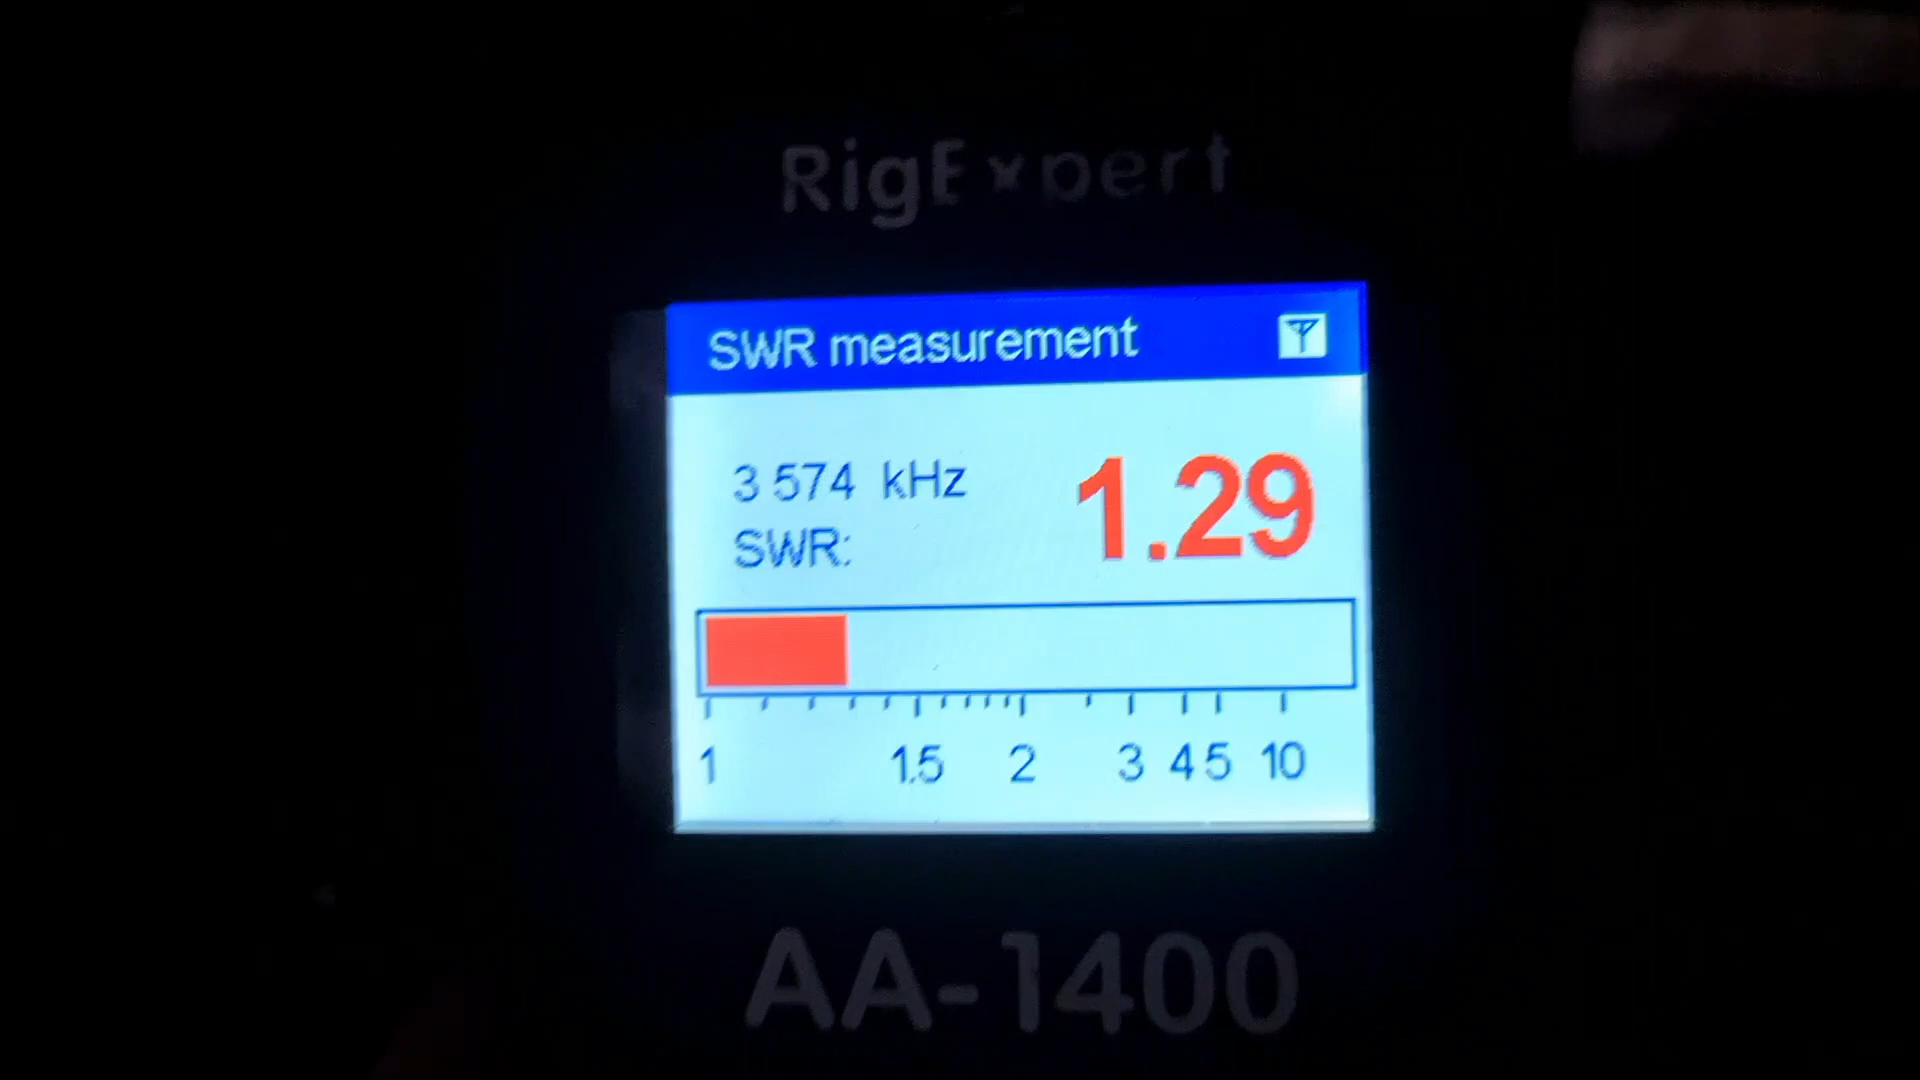 RigExpert
SWR measurement
3 574 kHz
1.29
SWR:
1 1.5 2 3 4 5 10
AA-1400